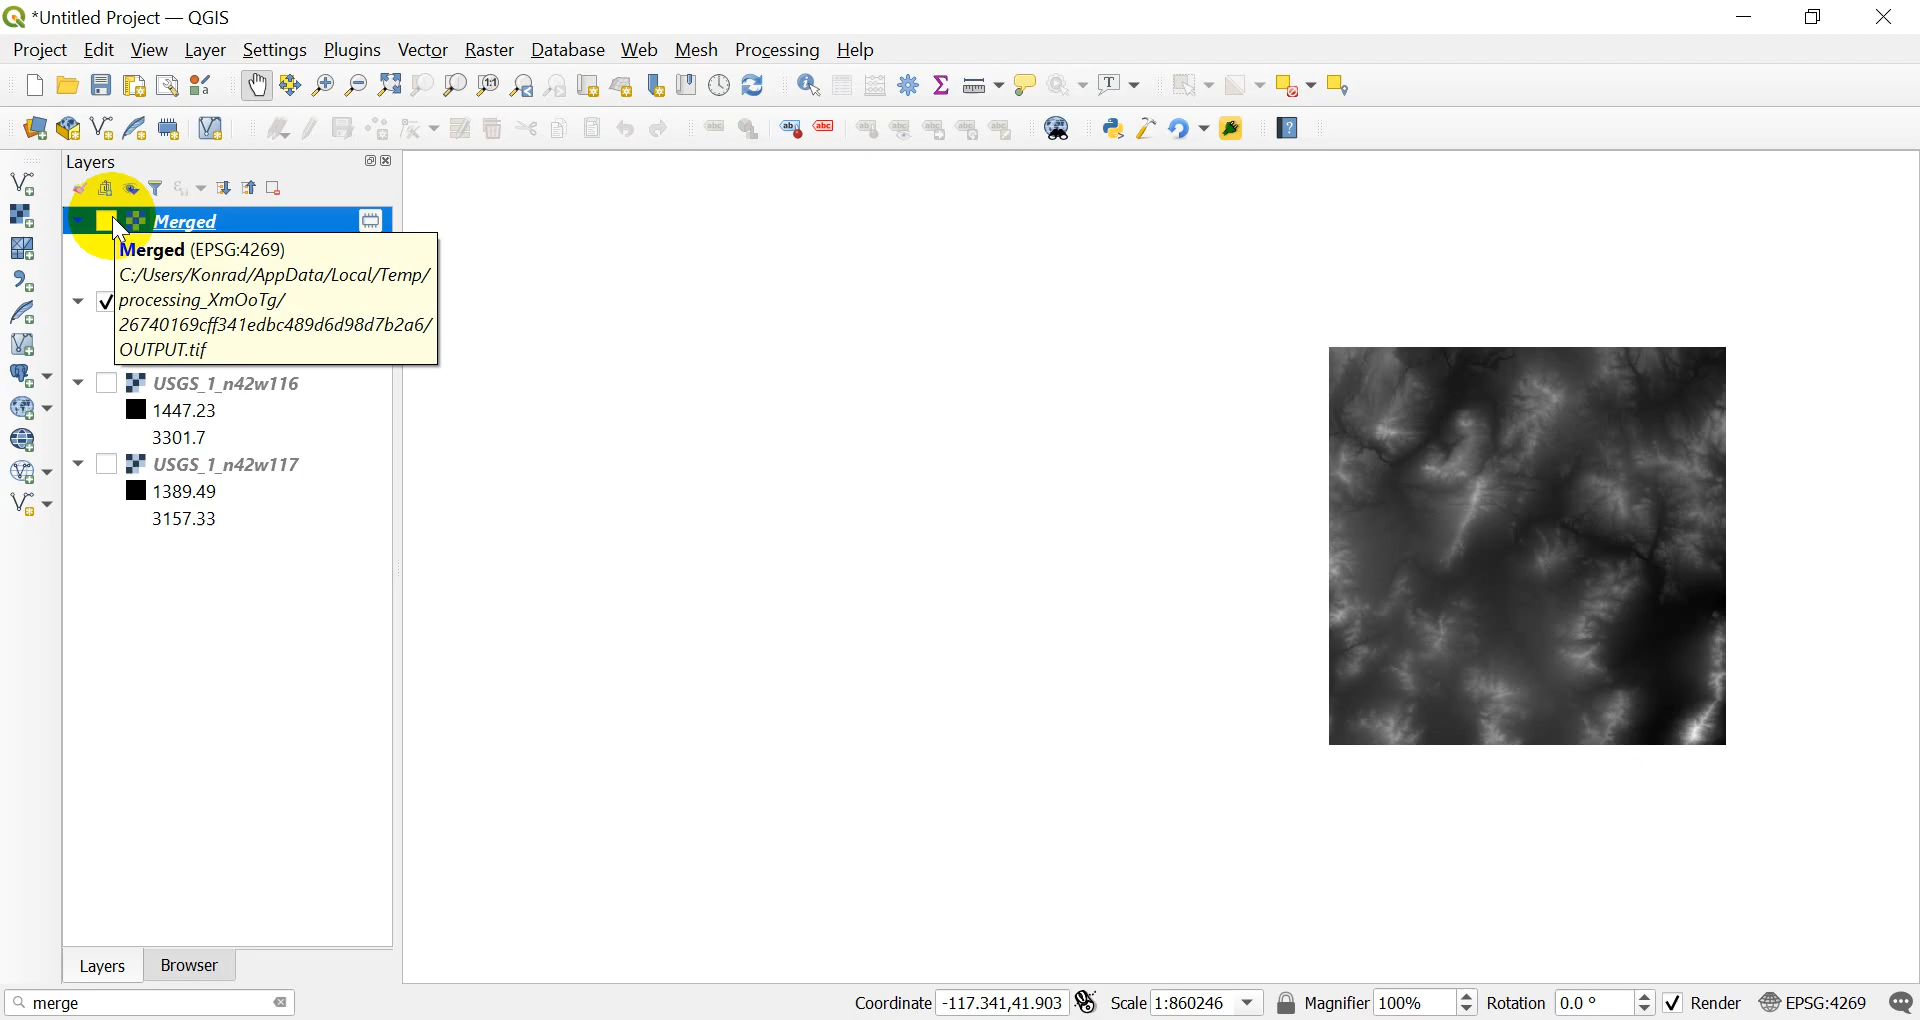 *Untitled Project — QGIS
Project Edit View Layer Settings Plugins Vector Raster Database Web Mesh Processing Help
Layers
Merged
Merged (EPSG:4269)
C:/Users/Konrad/AppData/Local/Temp/
processing_XmOoTg/
26740169cff341edbc489d6d98d7b2a6/
OUTPUT.tif
USGS_1_n42w116
1447.23
3301.7
USGS_1_n42w117
1389.49
3157.33
Layers Browser
merge
Coordinate -117.341,41.903 Scale 1:860246 Magnifier 100% Rotation 0.0 ° Render EPSG:4269